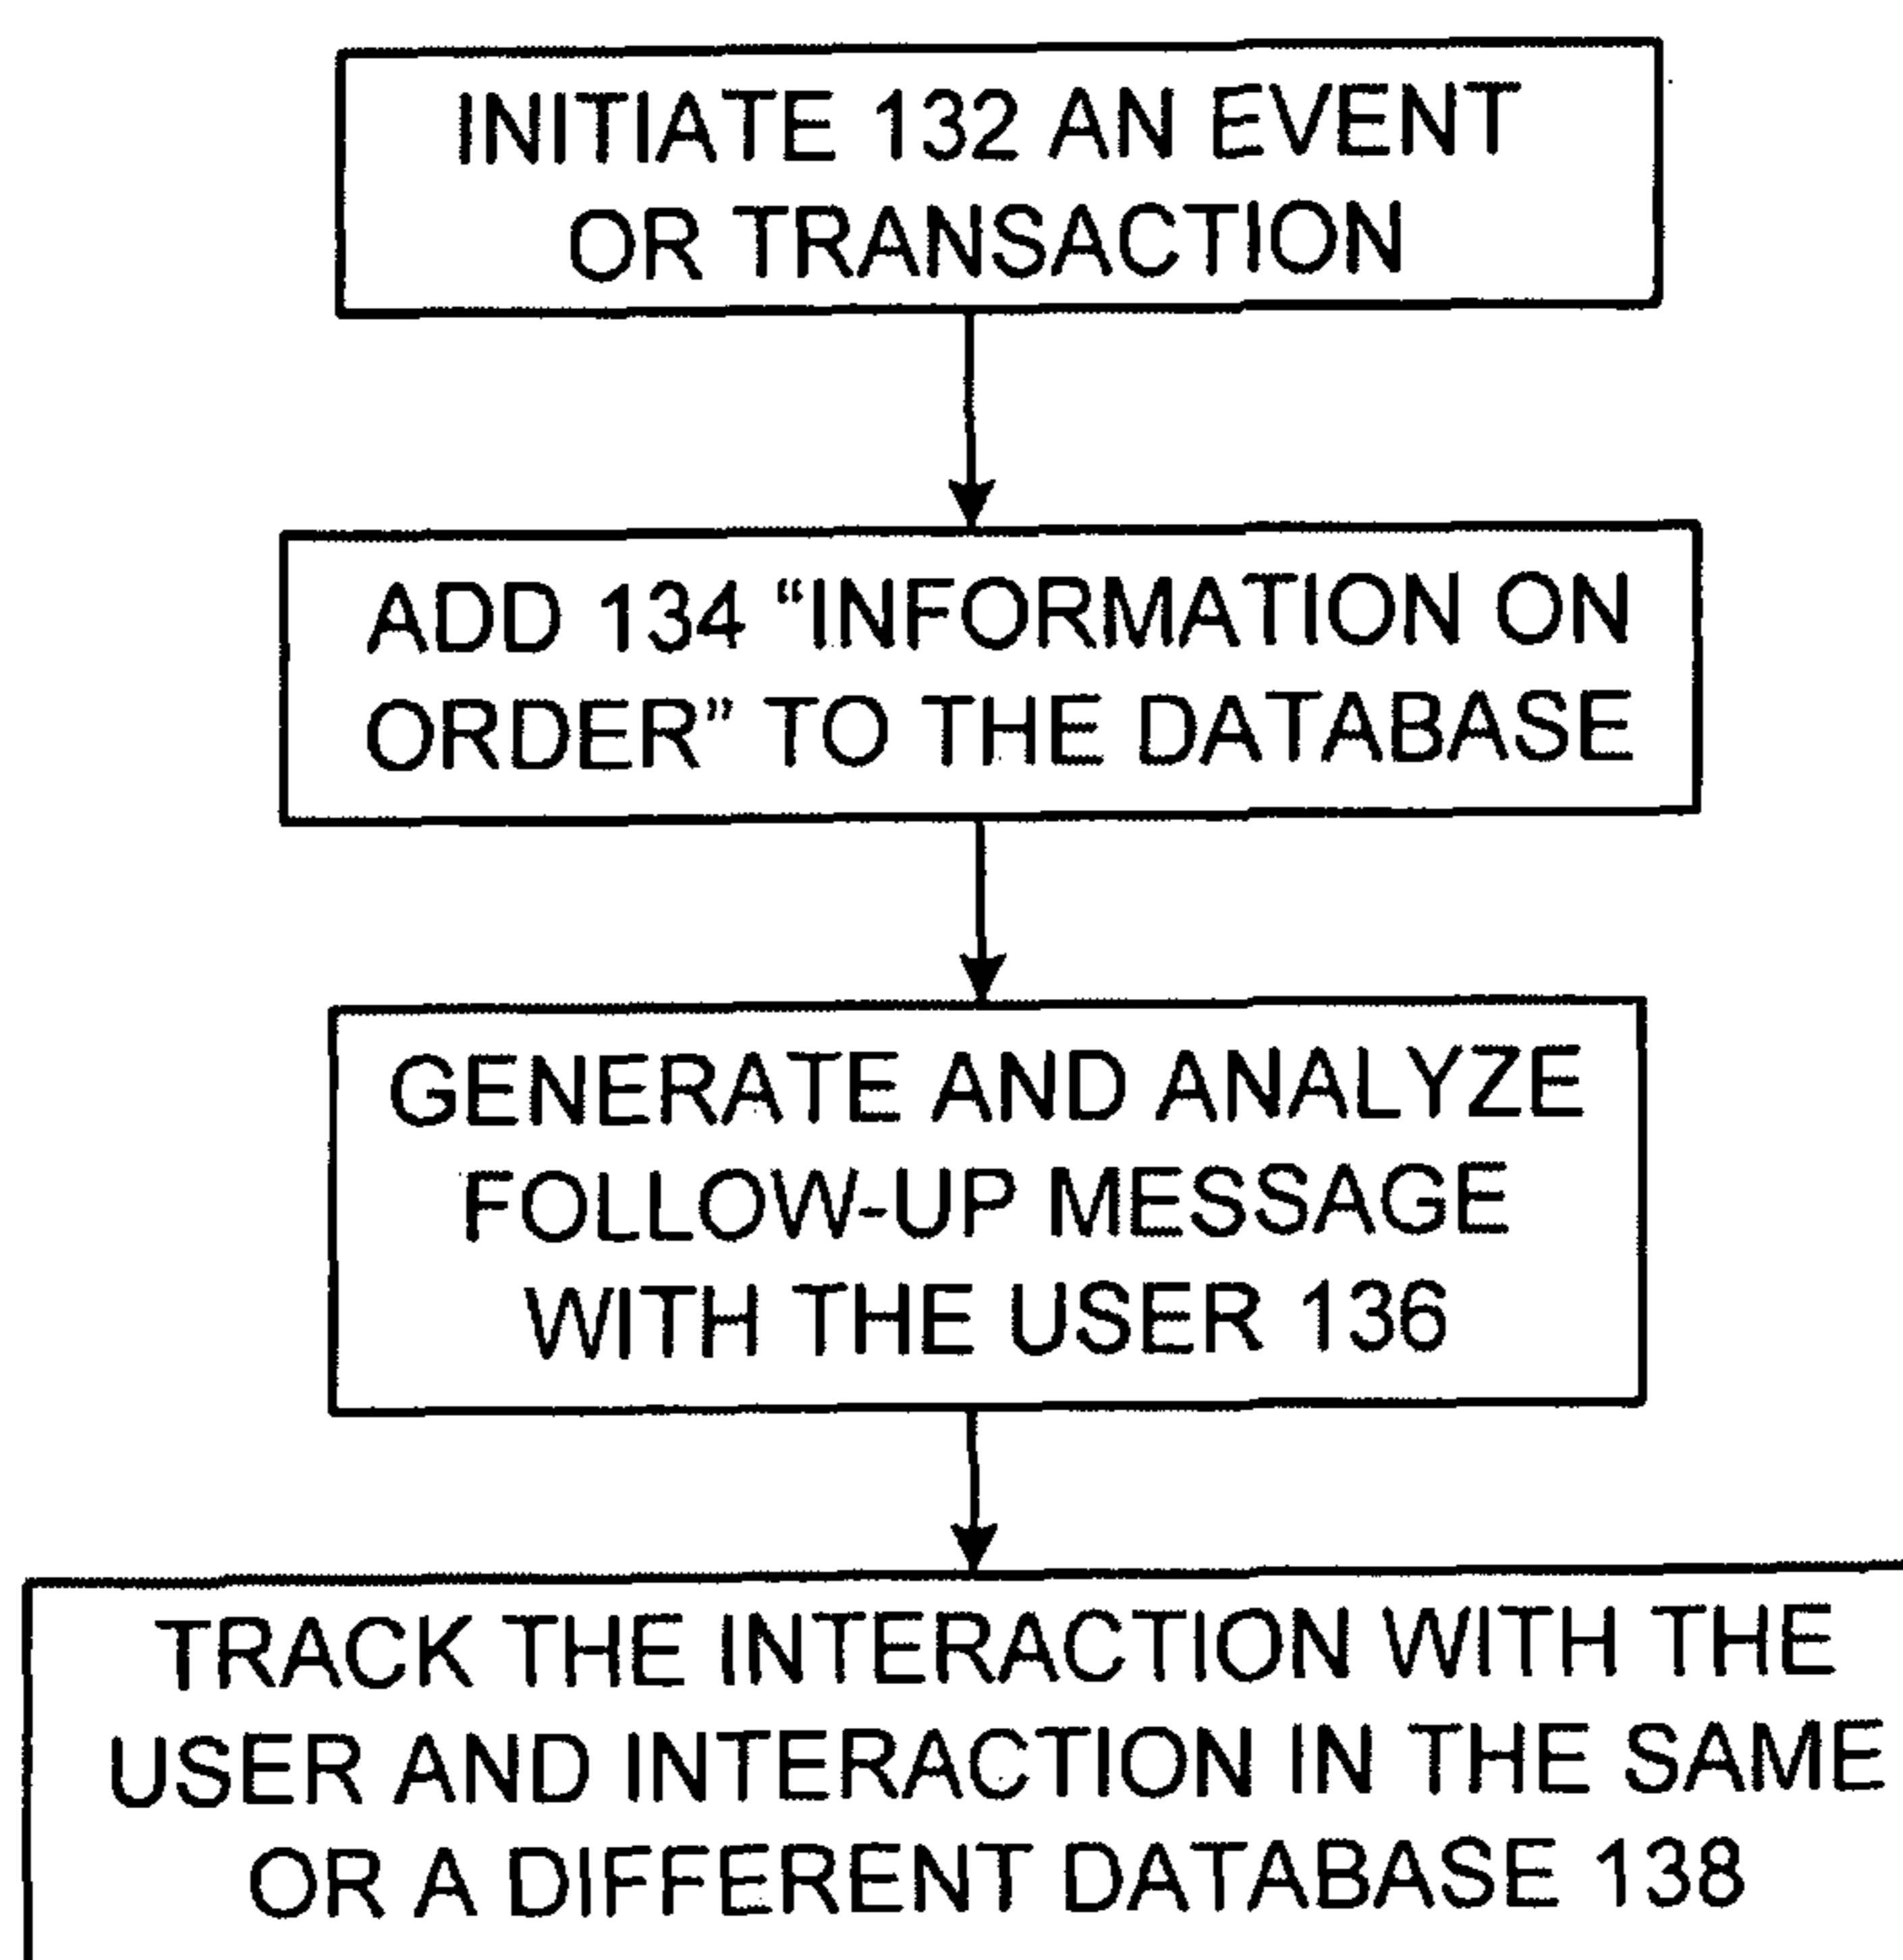 INITIATE 132 AN EVENT
OR TRANSACTION
ADD 134 “INFORMATION ON
ORDER” TO THE DATABASE
GENERATE AND ANALYZE
FOLLOW-UP MESSAGE
WITH THE USER 136
TRACK THE INTERACTION WITH THE
USER AND INTERACTION IN THE SAME
OR A DIFFERENT DATABASE 138